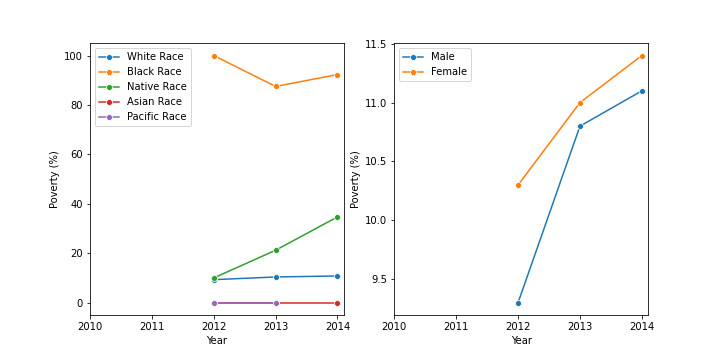 White Race
Black Race
Native Race
Asian Race
Pacific Race
100
80
60
40
20
0
Poverty (%)
2010 2011 2012 2013 2014
Year
Male
Female
11.5
11.0
10.5
10.0
9.5
Poverty (%)
2010 2011 2012 2013 2014
Year